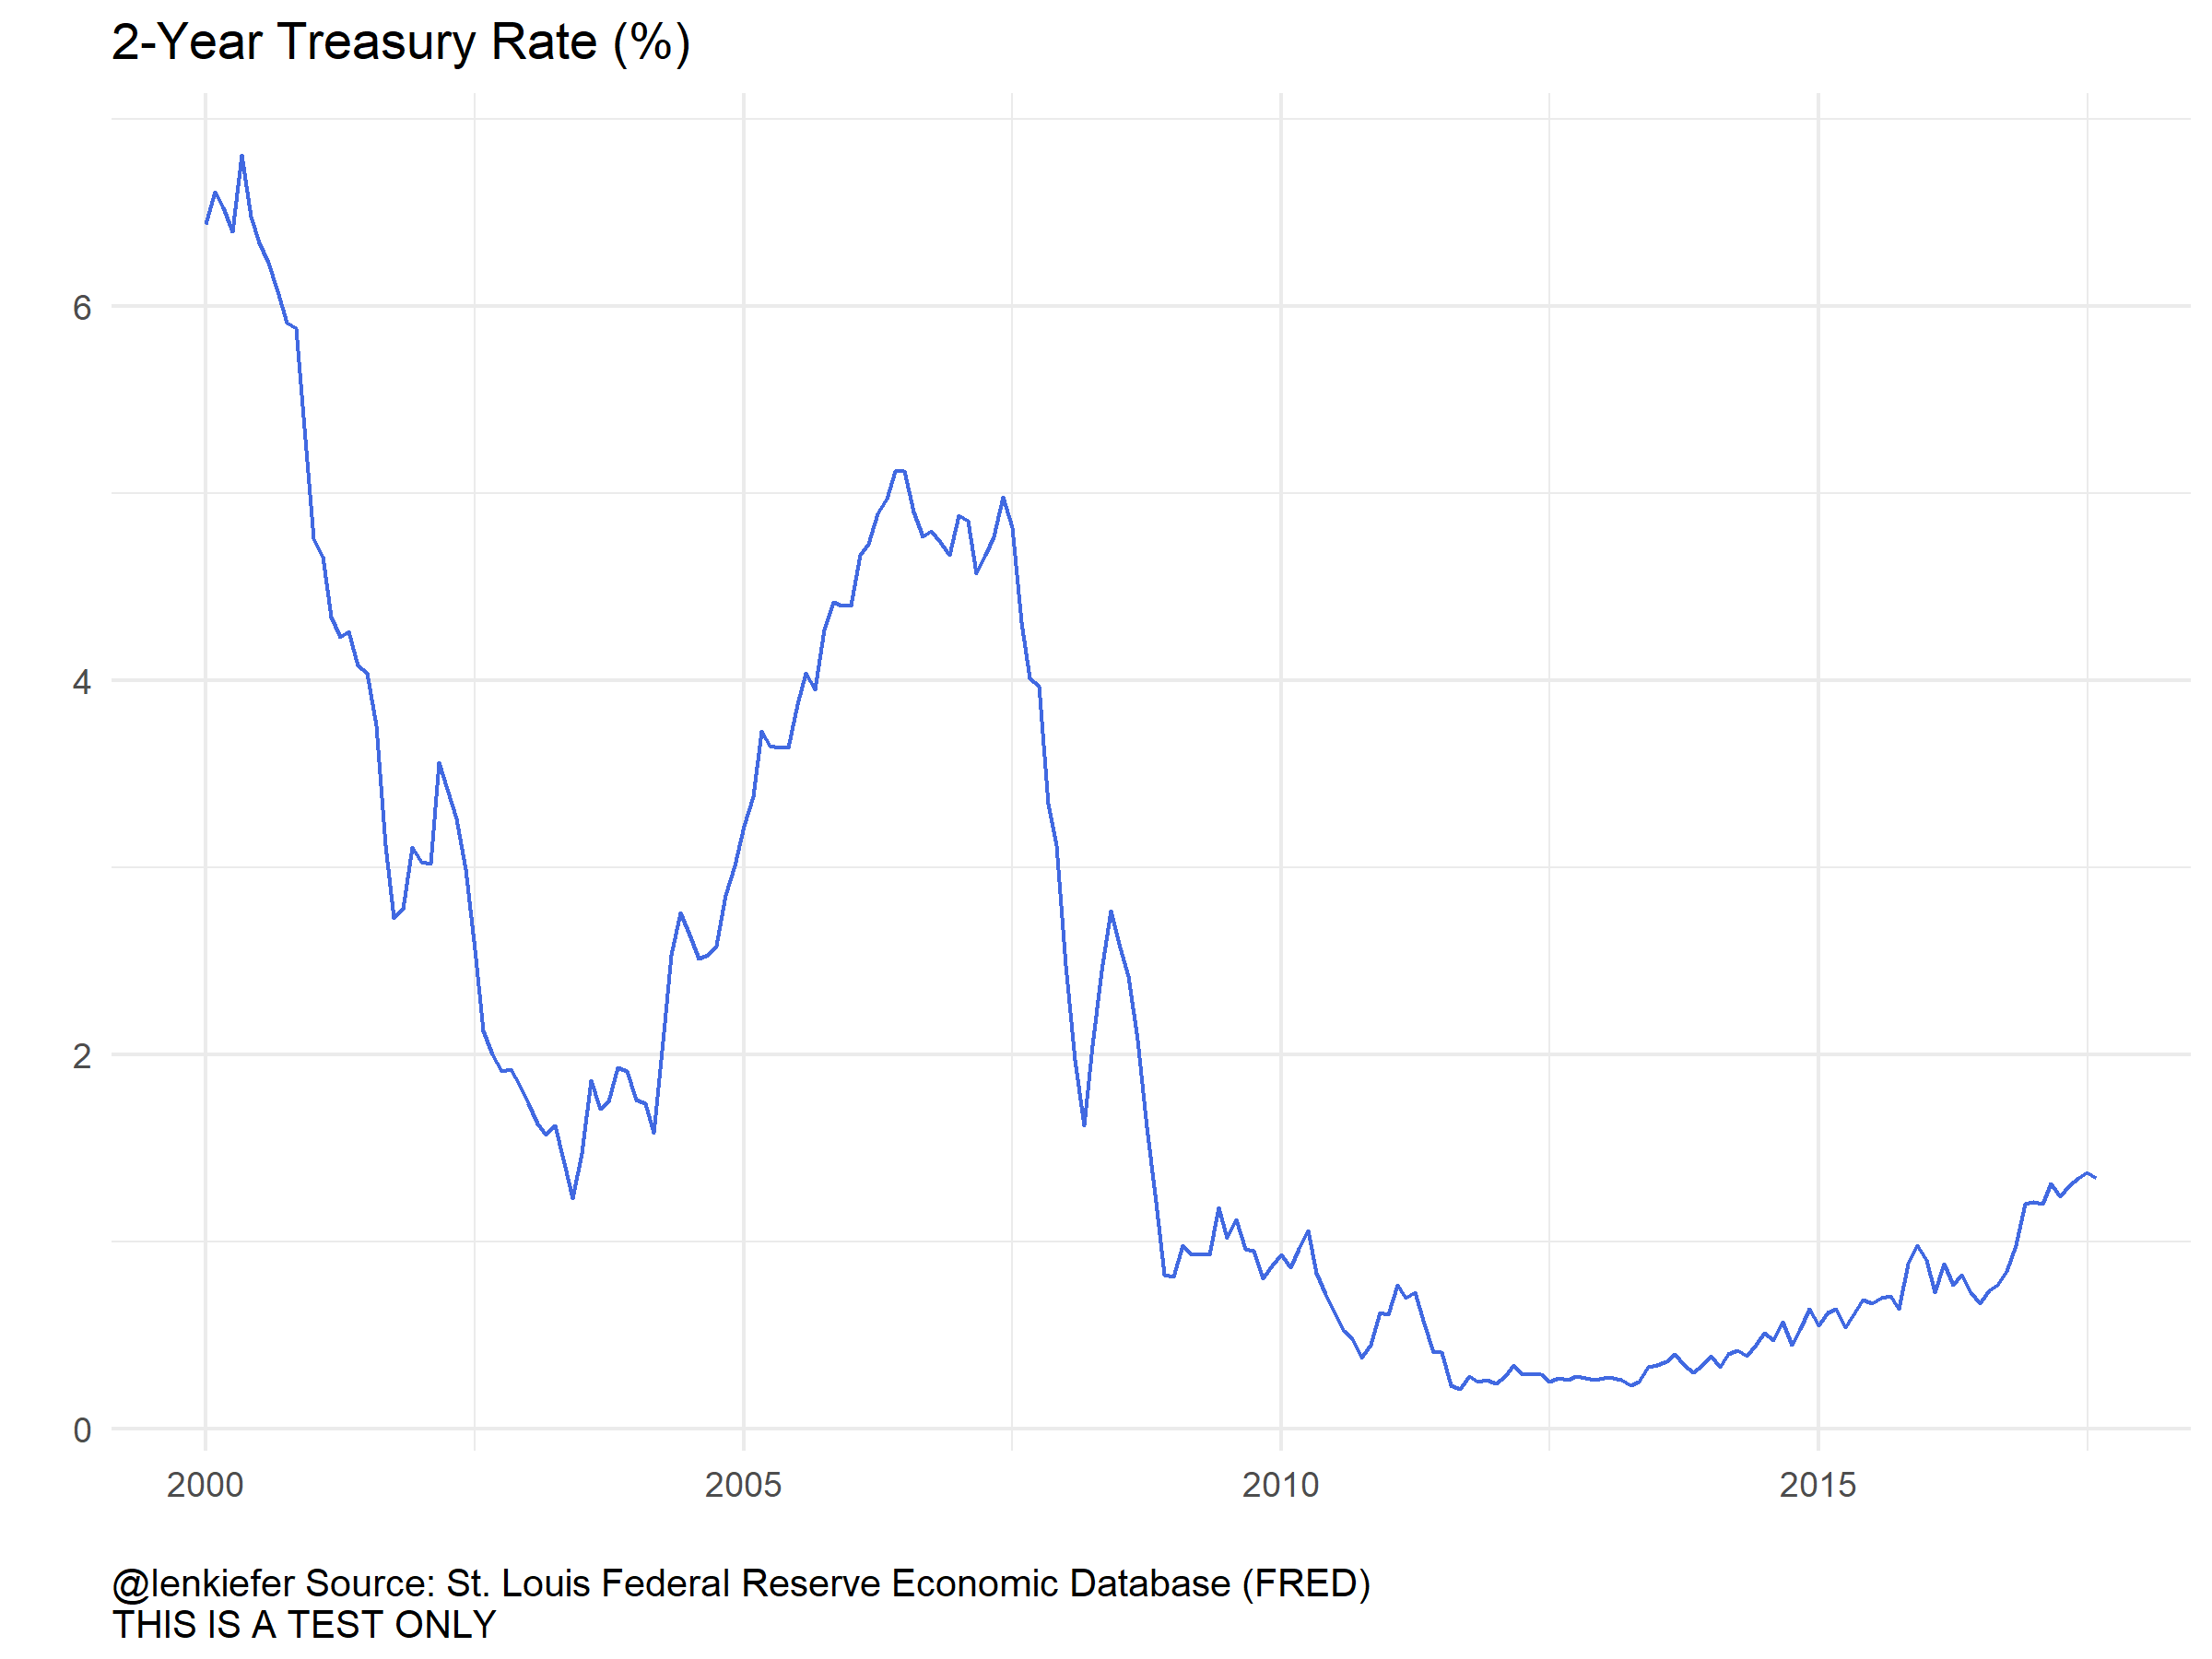 2-Year Treasury Rate (%)
6
4
2
0
2000 2005 2010 2015
@lenkiefer Source: St. Louis Federal Reserve Economic Database (FRED)
THIS IS A TEST ONLY